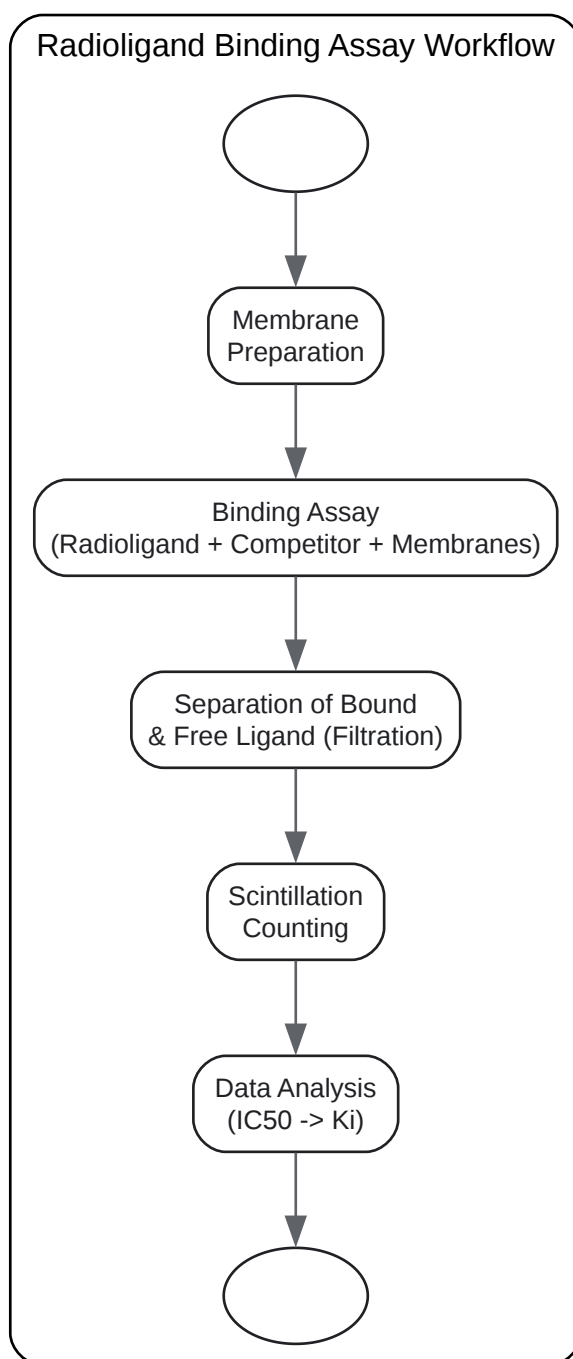 Radioligand Binding Assay Workflow
Membrane
Preparation
Binding Assay
(Radioligand + Competitor + Membranes)
Separation of Bound
& Free Ligand (Filtration)
Scintillation
Counting
Data Analysis
(IC50 -> Ki)